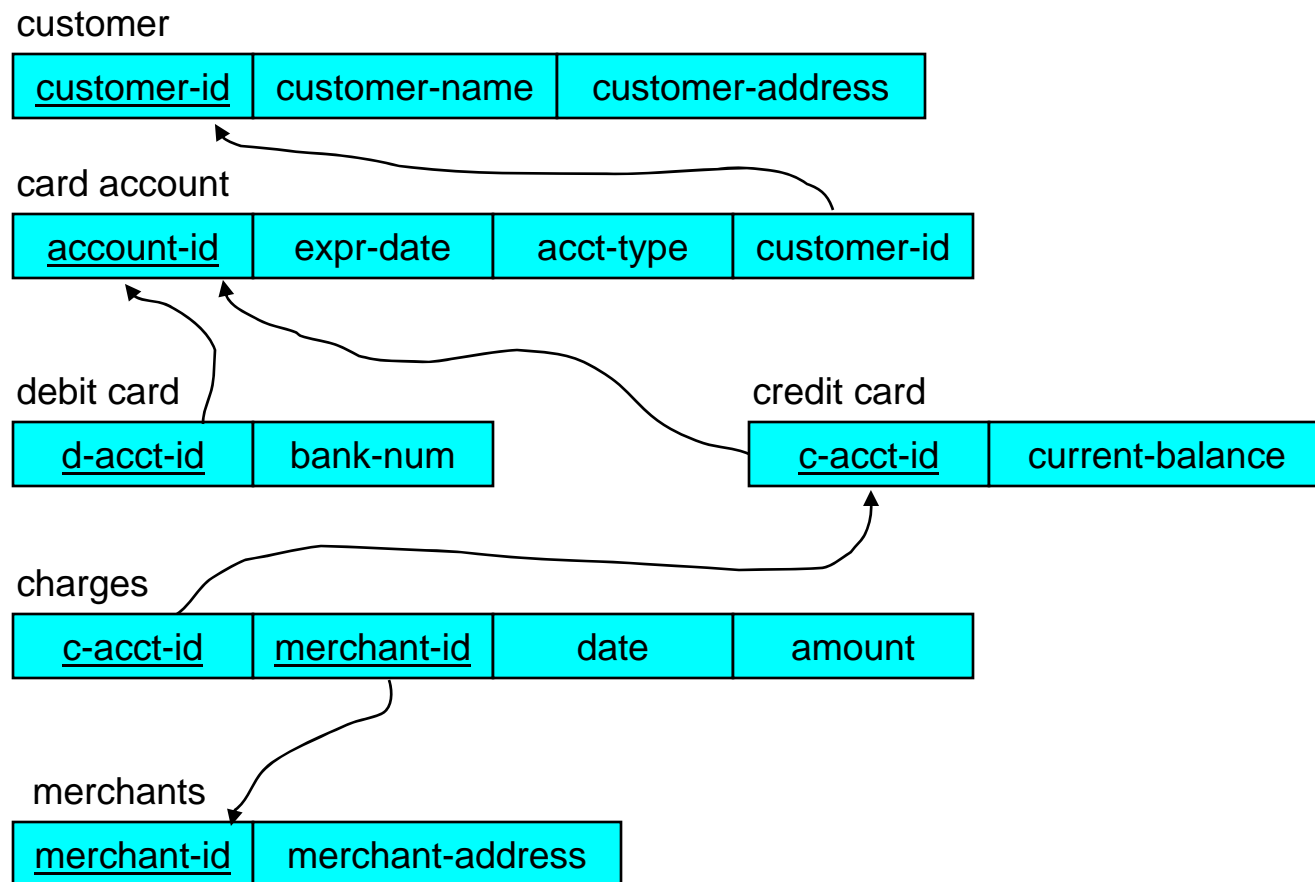 customer
customer-id customer-name customer-address
card account
account-id expr-date acct-type customer-id
debit card credit card
d-acct-id bank-num c-acct-id current-balance
charges
c-acct-id merchant-id date amount
merchants
merchant-id merchant-address